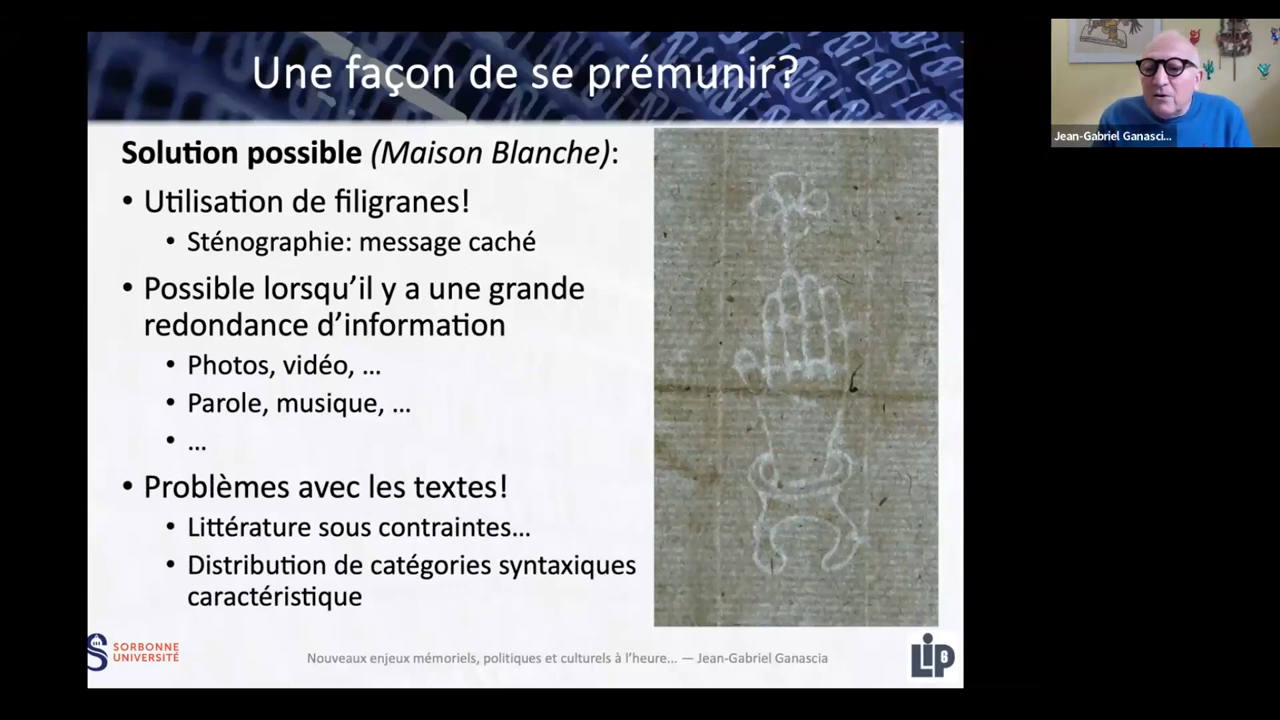 Une façon de se prémunir?
Solution possible (Maison Blanche):
• Utilisation de filigranes!
• Sténographie: message caché
• Possible lorsqu'il y a une grande
redondance d'information
• Photos, vidéo, …
• Parole, musique, …
• …
• Problèmes avec les textes!
• Littérature sous contraintes…
• Distribution de catégories syntaxiques
caractéristique
SORBONNE
UNIVERSITÉ
Nouveaux enjeux mémoriels, politiques et culturels à l'heure... — Jean-Gabriel Ganascia
LIP6
Jean-Gabriel Ganasci...